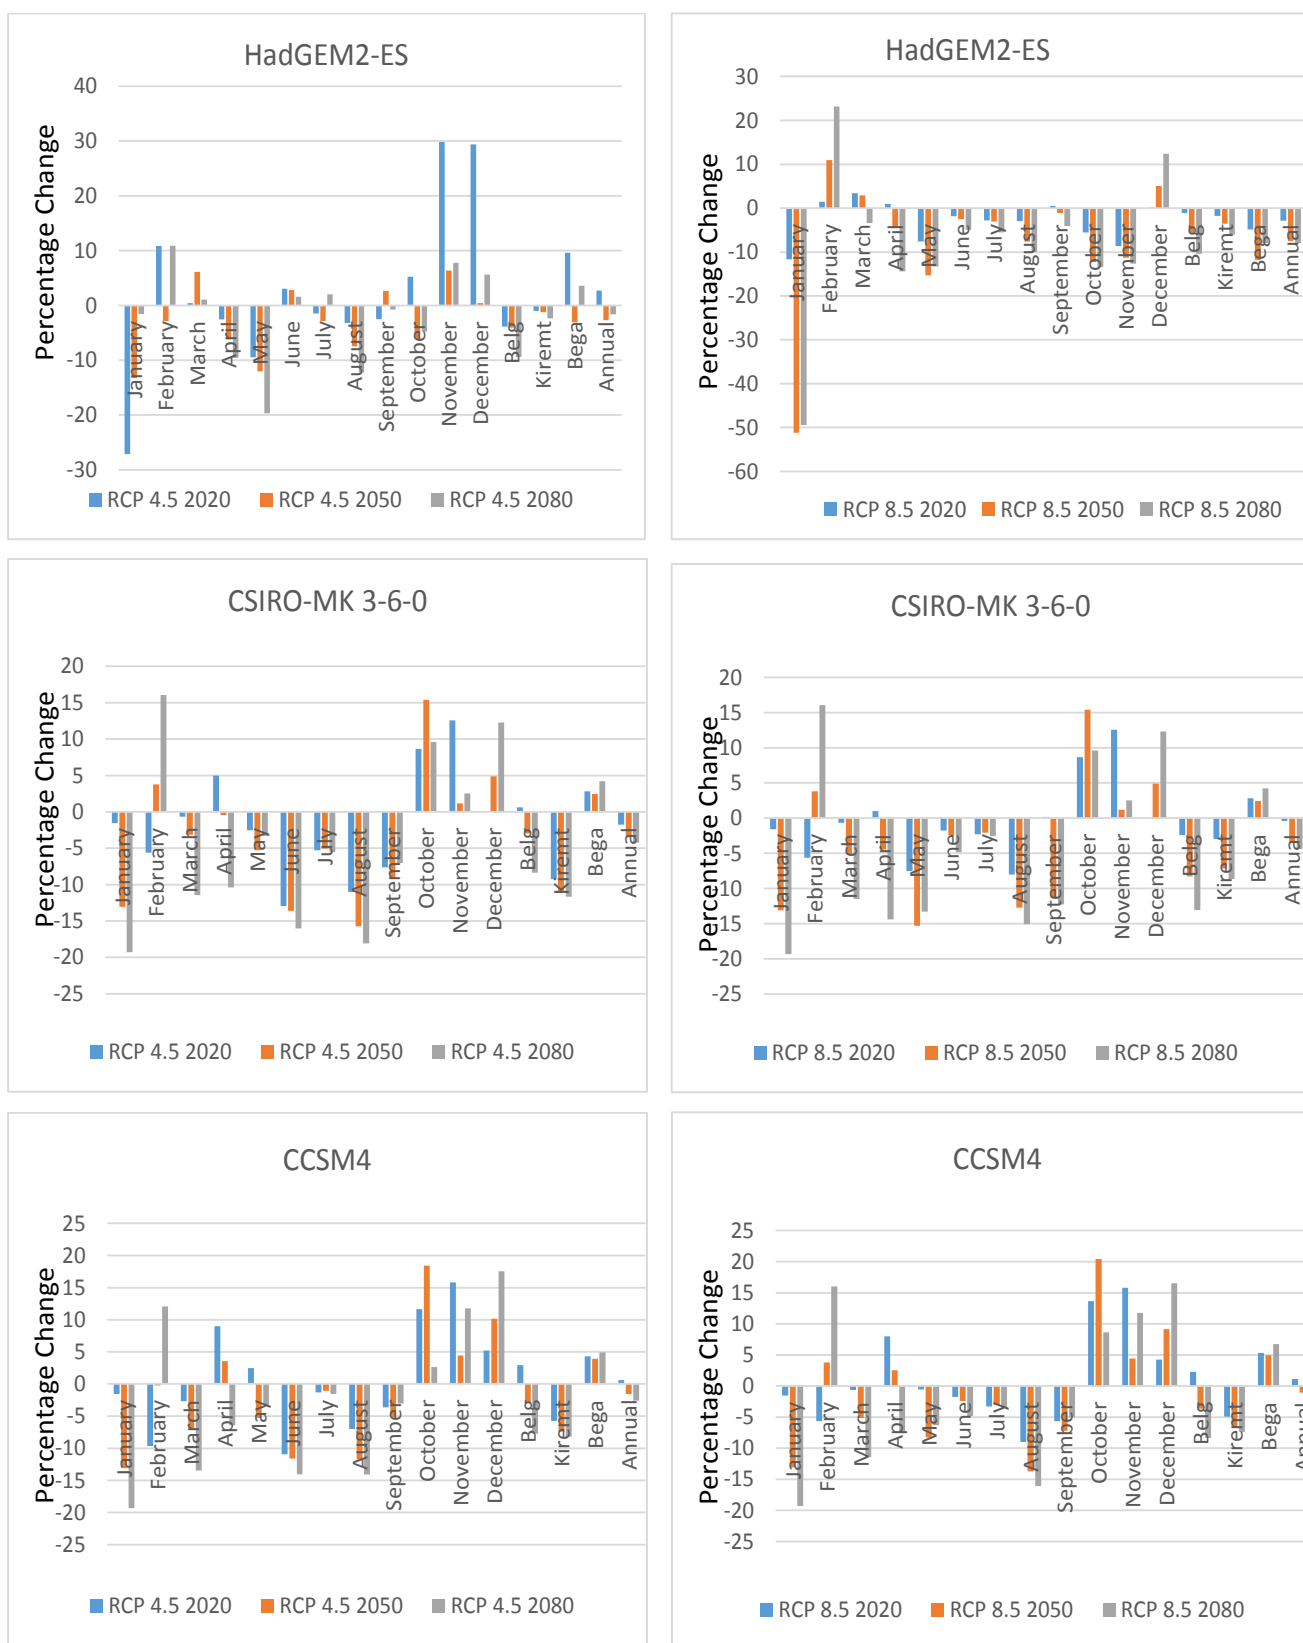 HadGEM2-ES
Percentage Change
40
30
20
10
0
-10
-20
-30
January
February
March
April
May
June
July
August
September
October
November
December
Belg
Kiremt
Bega
Annual
RCP 4.5 2020 RCP 4.5 2050 RCP 4.5 2080
HadGEM2-ES
Percentage Change
30
20
10
0
-10
-20
-30
-40
-50
-60
January
February
March
April
May
June
July
August
September
October
November
December
Belg
Kiremt
Bega
Annual
RCP 8.5 2020 RCP 8.5 2050 RCP 8.5 2080
CSIRO-MK 3-6-0
Percentage Change
20
15
10
5
0
-5
-10
-15
-20
-25
January
February
March
April
May
June
July
August
September
October
November
December
Belg
Kiremt
Bega
Annual
RCP 4.5 2020 RCP 4.5 2050 RCP 4.5 2080
CSIRO-MK 3-6-0
Percentage Change
20
15
10
5
0
-5
-10
-15
-20
-25
January
February
March
April
May
June
July
August
September
October
November
December
Belg
Kiremt
Bega
Annual
RCP 8.5 2020 RCP 8.5 2050 RCP 8.5 2080
CCSM4
Percentage Change
25
20
15
10
5
0
-5
-10
-15
-20
-25
January
February
March
April
May
June
July
August
September
October
November
December
Belg
Kiremt
Bega
Annual
RCP 4.5 2020 RCP 4.5 2050 RCP 4.5 2080
CCSM4
Percentage Change
25
20
15
10
5
0
-5
-10
-15
-20
-25
January
February
March
April
May
June
July
August
September
October
November
December
Belg
Kiremt
Bega
Annual
RCP 8.5 2020 RCP 8.5 2050 RCP 8.5 2080